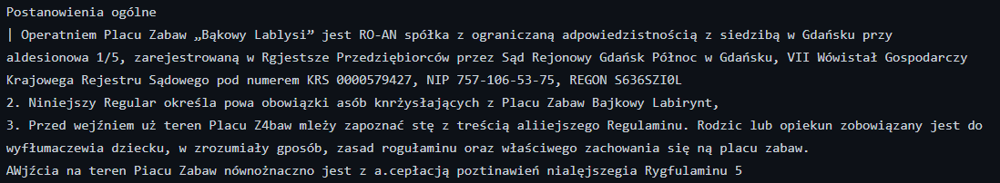 Postanowienia ogólne
| Operatniem Placu Zabaw „Bąkowy Lablysi” jest RO-AN spółka z ograniczaną adpowiedzistnością z siedzibą w Gdańsku przy
aldesionowa 1/5, zarejestrowaną w Rgjestsze Przedziębiorców przez Sąd Rejonowy Gdańsk Północ w Gdańsku, VII Wówistał Gospodarczy
Krajowega Rejestru Sądowego pod numerem KRS 0000579427, NIP 757-106-53-75, REGON S636SZI0L
2. Niniejszy Regular określa powa obowiązki asób knrżysłających z Placu Zabaw Bajkowy Labirynt,
3. Przed wejźniem uż teren Placu Z4baw mleży zapoznać stę z treścią aliiejszego Regulaminu. Rodzic lub opiekun zobowiązany jest do
wyfłumaczewia dziecku, w zrozumiały gposób, zasad rogułaminu oraz właściwego zachowania się ną placu zabaw.
AWjźcia na teren Piacu Zabaw nównożnaczno jest z a.cepłacją poztinawień nialęjszegia Rygfulaminu 5